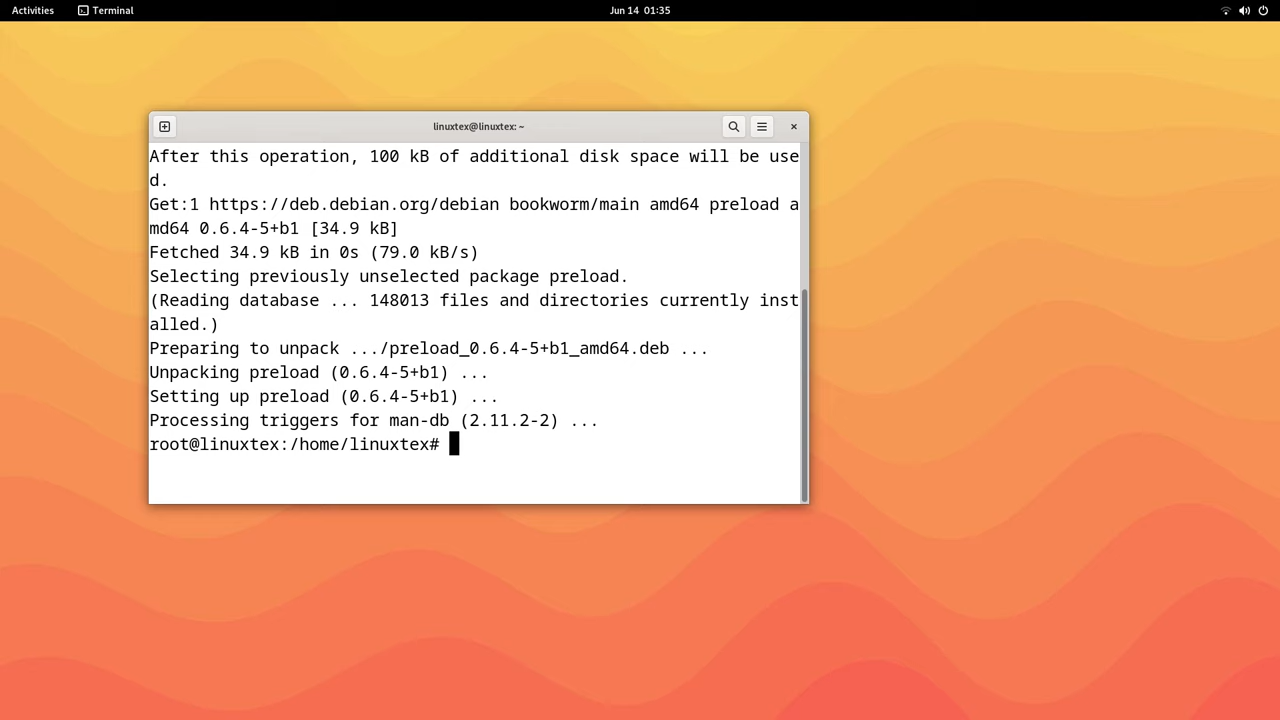 Activities Terminal Jun 14 01:35
linuxtex@linuxtex: ~
After this operation, 100 kB of additional disk space will be use
d.
Get:1 https://deb.debian.org/debian bookworm/main amd64 preload a
md64 0.6.4-5+b1 [34.9 kB]
Fetched 34.9 kB in 0s (79.0 kB/s)
Selecting previously unselected package preload.
(Reading database ... 148013 files and directories currently inst
alled.)
Preparing to unpack .../preload_0.6.4-5+b1_amd64.deb ...
Unpacking preload (0.6.4-5+b1) ...
Setting up preload (0.6.4-5+b1) ...
Processing triggers for man-db (2.11.2-2) ...
root@linuxtex:/home/linuxtex#